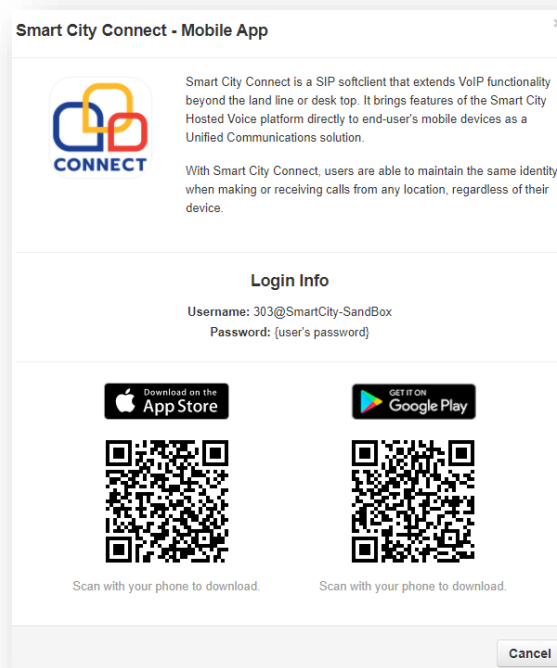 Smart City Connect - Mobile App
×
CONNECT
Smart City Connect is a SIP softclient that extends VoIP functionality
beyond the land line or desk top. It brings features of the Smart City
Hosted Voice platform directly to end-user's mobile devices as a
Unified Communications solution.
With Smart City Connect, users are able to maintain the same identity
when making or receiving calls from any location, regardless of their
device.
Login Info
Username: 303@SmartCity-SandBox
Password: {user's password}
Download on the
App Store
GET IT ON
Google Play
Scan with your phone to download.
Scan with your phone to download.
Cancel